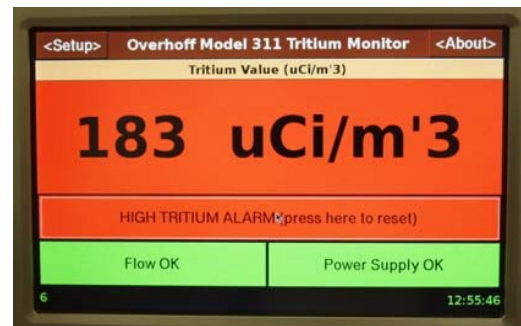 <Setup> Overhoff Model 311 Tritium Monitor <About>
Tritium Value (uCi/m'3)
183 uCi/m'3
HIGH TRITIUM ALARM (press here to reset)
Flow OK Power Supply OK
6 12:55:46